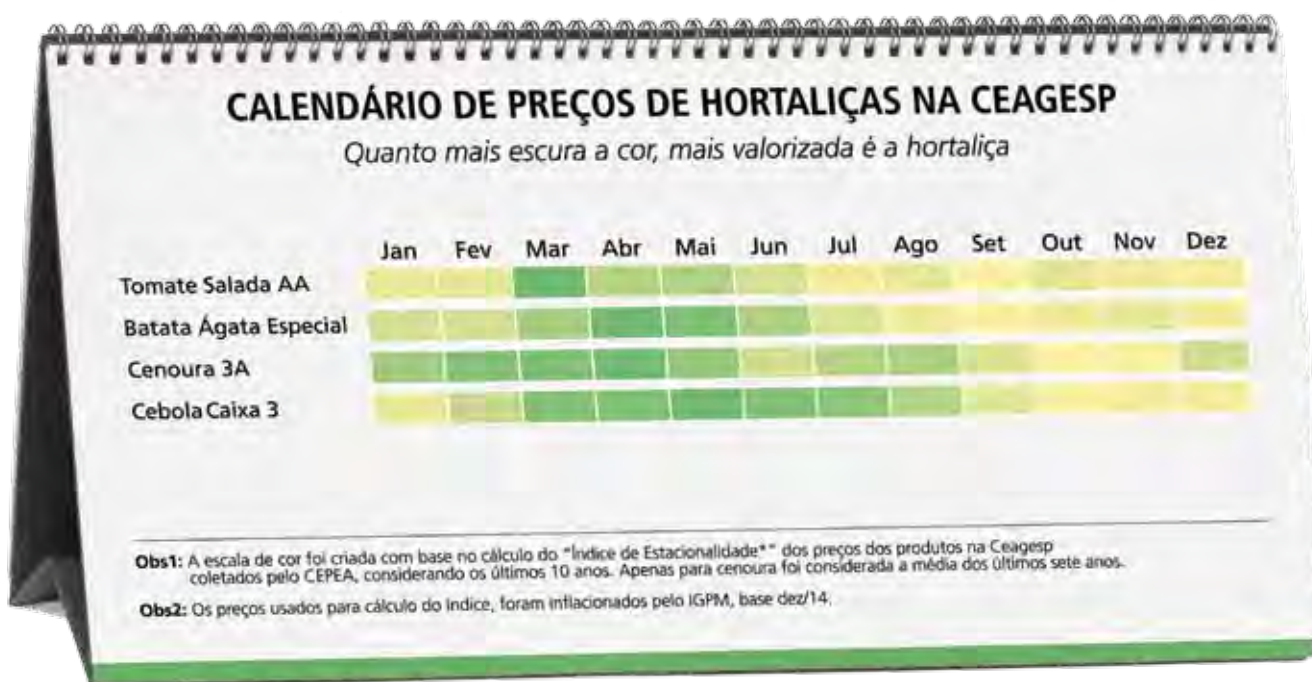 CALENDÁRIO DE PREÇOS DE HORTALIÇAS NA CEAGESP
Quanto mais escura a cor, mais valorizada é a hortaliça
Jan Fev Mar Abr Mai Jun Jul Ago Set Out Nov Dez
Tomate Salada AA
Batata Ágata Especial
Cenoura 3A
Cebola Caixa 3
Obs1: A escala de cor foi criada com base no cálculo do "Índice de Estacionalidade*" dos preços dos produtos na Ceagesp
coletados pelo CEPEA, considerando os últimos 10 anos. Apenas para cenoura foi considerada a média dos últimos sete anos.
Obs2: Os preços usados para cálculo do índice, foram inflacionados pelo IGPM, base dez/14.